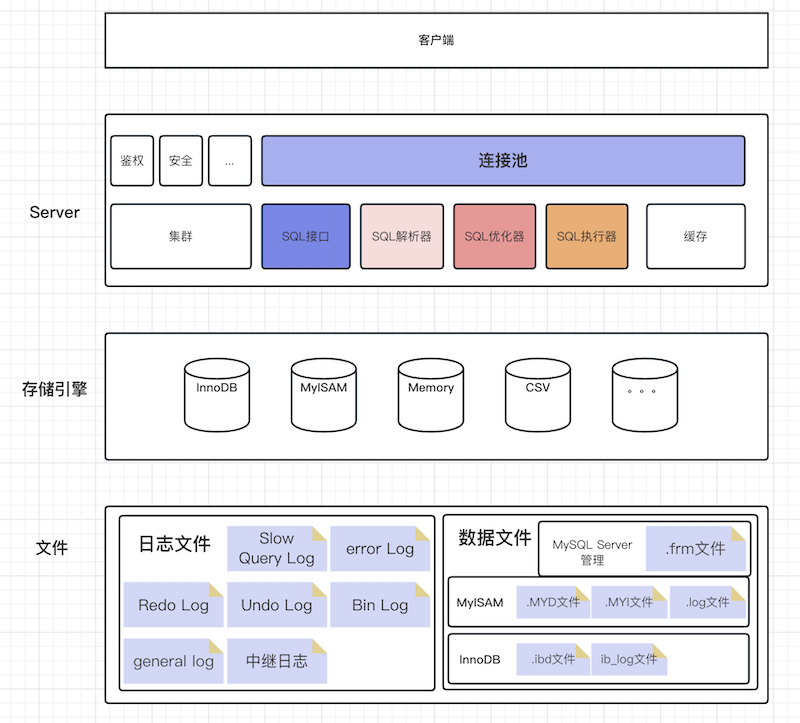 客户端
Server
鉴权
安全
...
连接池
集群
SQL接口
SQL解析器
SQL优化器
SQL执行器
缓存
存储引擎
InnoDB
MyISAM
Memory
CSV
。。。
文件
日志文件
Slow
Query Log
error Log
Redo Log
Undo Log
Bin Log
general log
中继日志
数据文件
MySQL Server
管理
.frm文件
MyISAM
.MYD文件
.MYI文件
.log文件
InnoDB
.ibd文件
ib_log文件